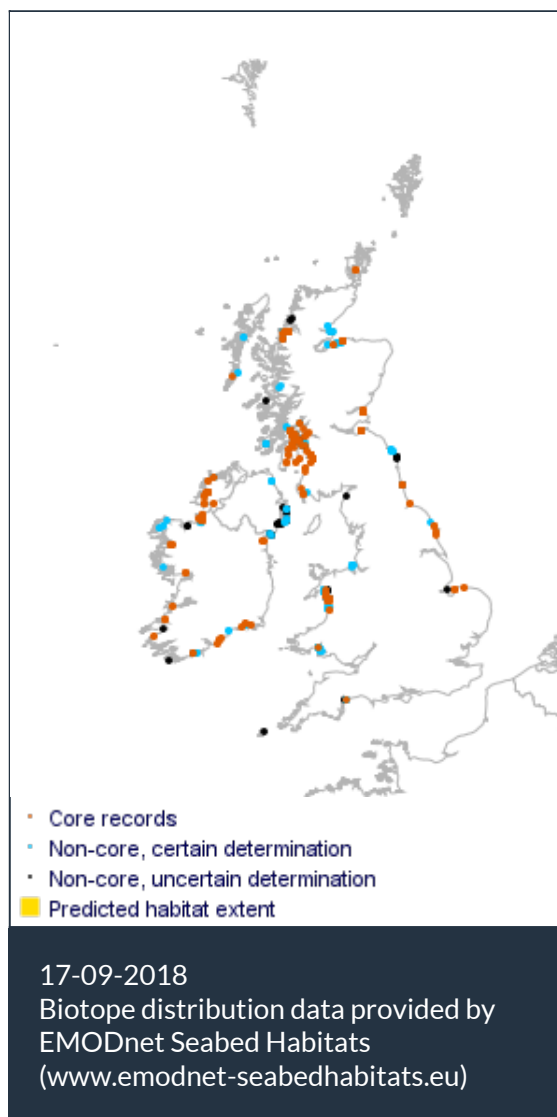 Core records
Non-core, certain determination
Non-core, uncertain determination
Predicted habitat extent
17-09-2018
Biotope distribution data provided by
EMODnet Seabed Habitats
(www.emodnet-seabedhabitats.eu)